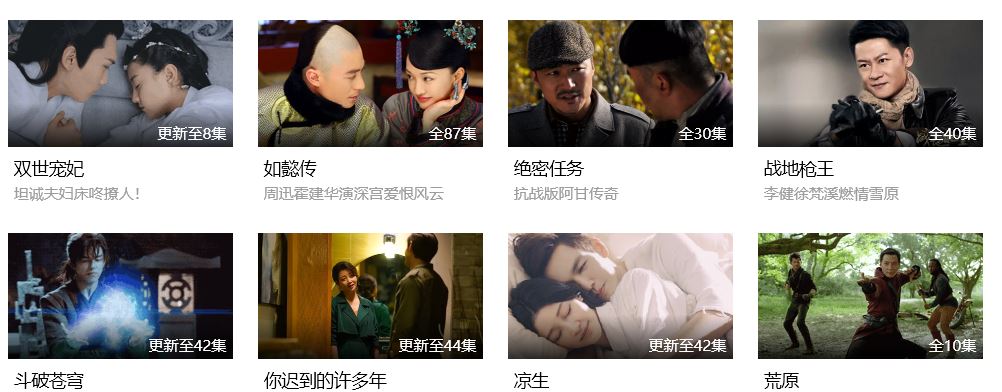 更新至8集
全87集
全30集
全40集
双世宠妃
如懿传
绝密任务
战地枪王
坦诚夫妇床咚撩人！
周迅霍建华演深宫爱恨风云
抗战版阿甘传奇
李健徐梵溪燃情雪原
更新至42集
更新至44集
更新至42集
全10集
斗破苍穹
你迟到的许多年
凉生
荒原